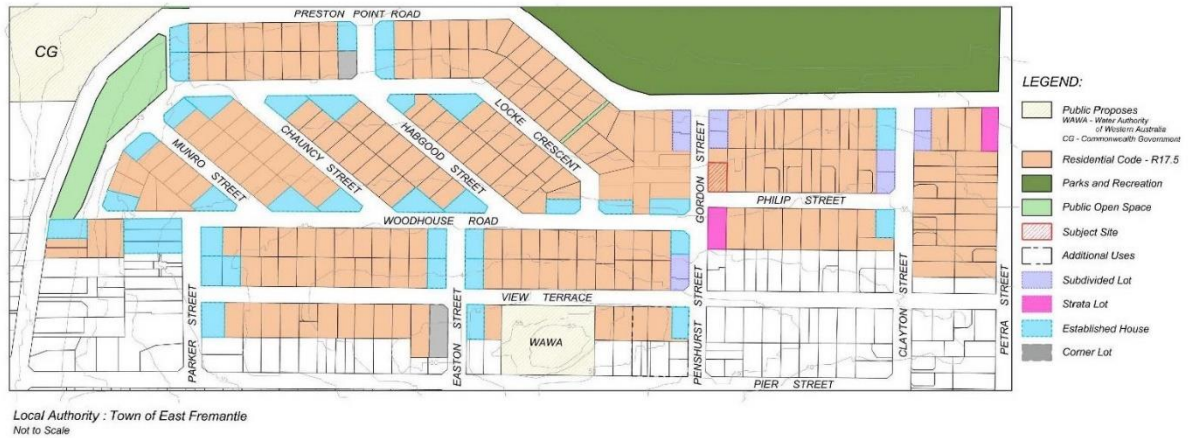 PRESTON POINT ROAD
CG
LEGEND:
Public Proposes
WAWA - Water Authority
of Western Australia
CG - Commonwealth Government
Residential Code - R17.5
Parks and Recreation
Public Open Space
Subject Site
Additional Uses
Subdivided Lot
Strata Lot
Established House
Corner Lot
MUNRO STREET
CHAUNCY STREET
HABGOOD STREET
LOCKE CRESCENT
GORDON STREET
PHILIP STREET
WOODHOUSE ROAD
VIEW TERRACE
PARKER STREET
EASTON STREET
WAWA
PENSHURST STREET
CLAYTON STREET
PETRA STREET
PIER STREET
Local Authority : Town of East Fremantle
Not to Scale